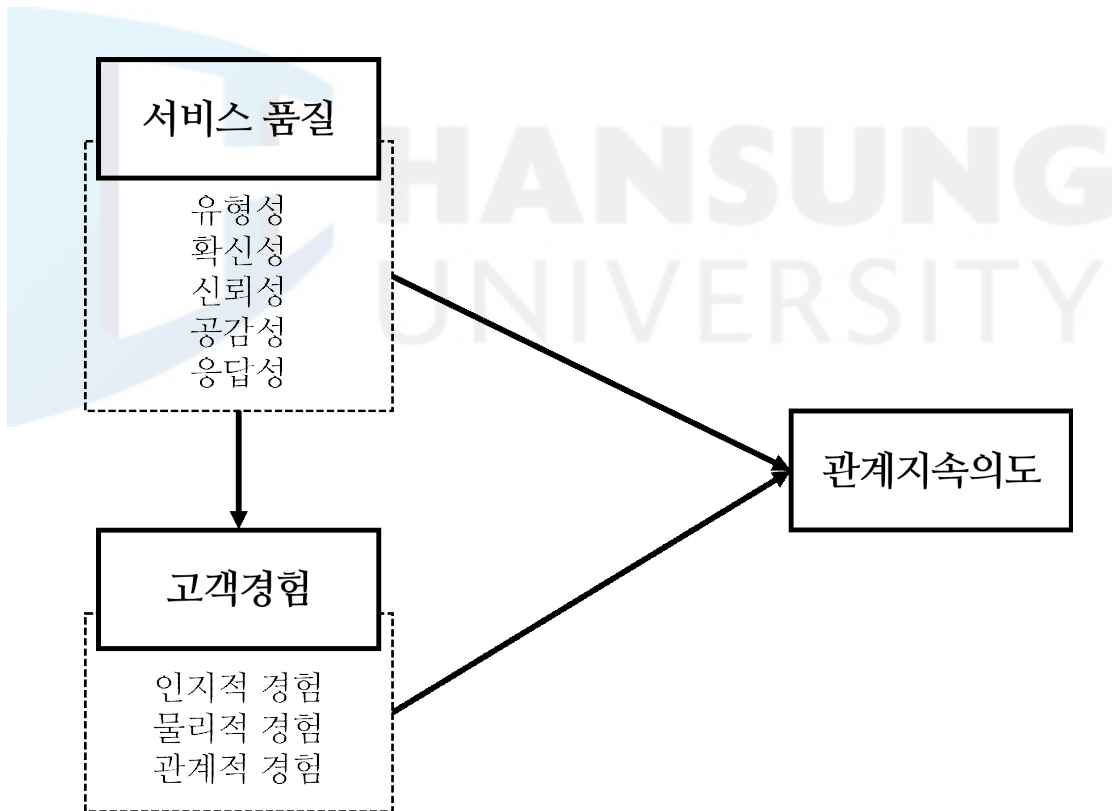 서비스 품질
HANSUNG
UNIVERSITY
유형성
확신성
신뢰성
공감성
응답성
관계지속의도
고객경험
인지적 경험
물리적 경험
관계적 경험